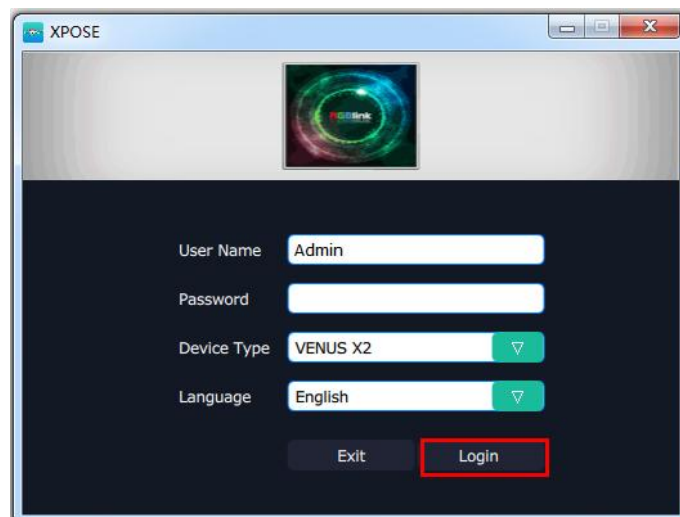 XPOSE
RGBlink
User Name Admin
Password
Device Type VENUS X2
Language English
Exit Login